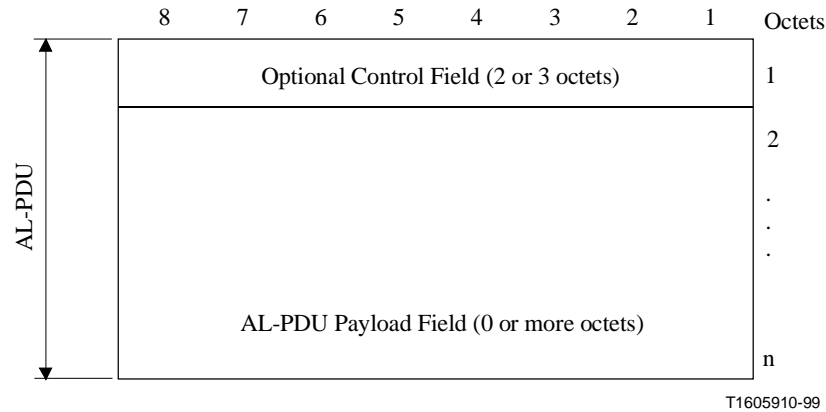 8 7 6 5 4 3 2 1 Octets
Optional Control Field (2 or 3 octets) 1
2
.
.
.
AL-PDU
AL-PDU Payload Field (0 or more octets)
n
T1605910-99